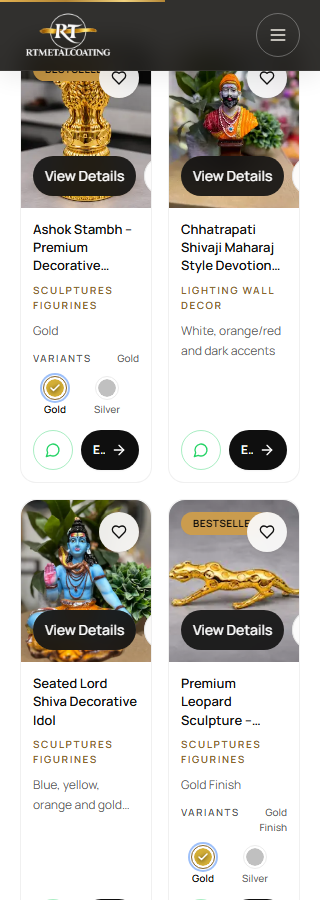 RT
RTMETALCOATING
View Details
Ashok Stambh –
Premium
Decorative...
SCULPTURES
FIGURINES
Gold
VARIANTS Gold
Gold Silver
E..
View Details
Chhatrapati
Shivaji Maharaj
Style Devotion...
LIGHTING WALL
DECOR
White, orange/red
and dark accents
E..
View Details
Seated Lord
Shiva Decorative
Idol
SCULPTURES
FIGURINES
Blue, yellow,
orange and gold...
BESTSELLE
View Details
Premium
Leopard
Sculpture –...
SCULPTURES
FIGURINES
Gold Finish
VARIANTS Gold
Finish
Gold Silver